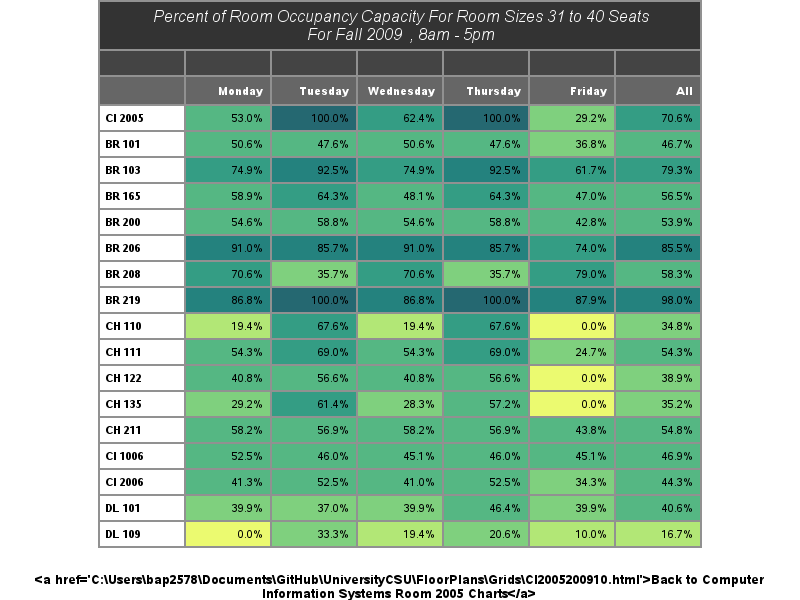 Percent of Room Occupancy Capacity For Room Sizes 31 to 40 Seats
For Fall 2009 , 8am - 5pm
Monday Tuesday Wednesday Thursday Friday All
CI 2005 53.0% 100.0% 62.4% 100.0% 29.2% 70.6%
BR 101 50.6% 47.6% 50.6% 47.6% 36.8% 46.7%
BR 103 74.9% 92.5% 74.9% 92.5% 61.7% 79.3%
BR 165 58.9% 64.3% 48.1% 64.3% 47.0% 56.5%
BR 200 54.6% 58.8% 54.6% 58.8% 42.8% 53.9%
BR 206 91.0% 85.7% 91.0% 85.7% 74.0% 85.5%
BR 208 70.6% 35.7% 70.6% 35.7% 79.0% 58.3%
BR 219 86.8% 100.0% 86.8% 100.0% 87.9% 98.0%
CH 110 19.4% 67.6% 19.4% 67.6% 0.0% 34.8%
CH 111 54.3% 69.0% 54.3% 69.0% 24.7% 54.3%
CH 122 40.8% 56.6% 40.8% 56.6% 0.0% 38.9%
CH 135 29.2% 61.4% 28.3% 57.2% 0.0% 35.2%
CH 211 58.2% 56.9% 58.2% 56.9% 43.8% 54.8%
CI 1006 52.5% 46.0% 45.1% 46.0% 45.1% 46.9%
CI 2006 41.3% 52.5% 41.0% 52.5% 34.3% 44.3%
DL 101 39.9% 37.0% 39.9% 46.4% 39.9% 40.6%
DL 109 0.0% 33.3% 19.4% 20.6% 10.0% 16.7%
<a href='C:\Users\bap2578\Documents\GitHub\UniversityCSU\FloorPlans\Grids\CI2005200910.html'>Back to Computer
Information Systems Room 2005 Charts</a>